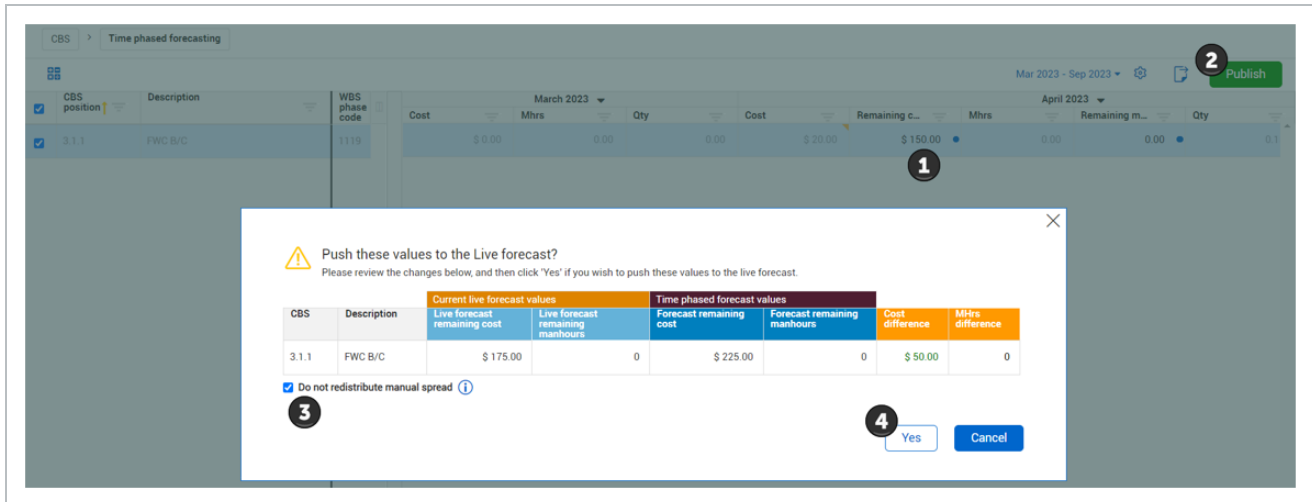 CBS > Time phased forecasting
Mar 2023 - Sep 2023 2 Publish
CBS position Description WBS phase code March 2023 April 2023
Cost Mhrs Qty Cost Remaining c... Mhrs Remaining m... Qty
3.1.1 FWC B/C 1119 $ 0.00 0.00 0.00 $ 20.00 $ 150.00 0.00 0.00 0.1
1
Push these values to the Live forecast?
Please review the changes below, and then click 'Yes' if you wish to push these values to the live forecast.
Current live forecast values Time phased forecast values
CBS Description Live forecast remaining cost Live forecast remaining manhours Forecast remaining cost Forecast remaining manhours Cost difference MHrs difference
3.1.1 FWC B/C $ 175.00 0 $ 225.00 0 $ 50.00 0
Do not redistribute manual spread i
3
4
Yes Cancel